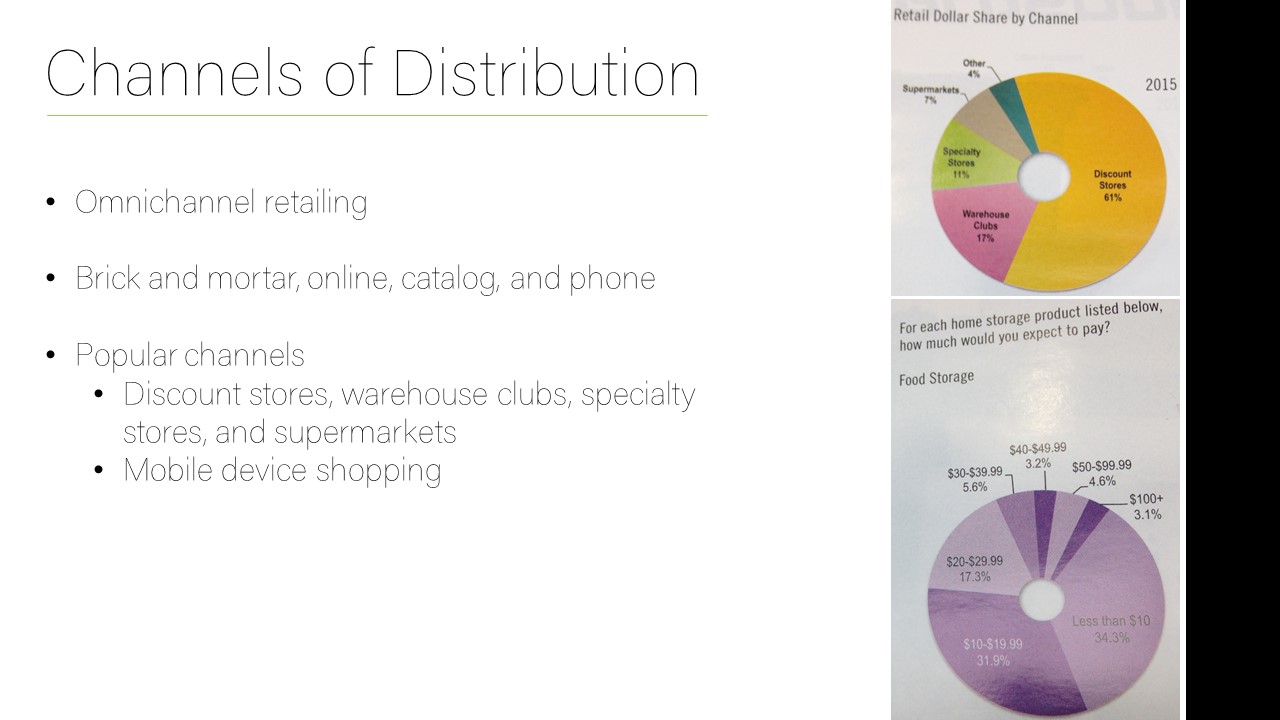 Channels of Distribution
• Omnichannel retailing
• Brick and mortar, online, catalog, and phone
• Popular channels
• Discount stores, warehouse clubs, specialty
stores, and supermarkets
• Mobile device shopping
Retail Dollar Share by Channel
2015
Other
4%
Supermarkets
7%
Specialty
Stores
11%
Warehouse
Clubs
17%
Discount
Stores
61%
For each home storage product listed below,
how much would you expect to pay?
Food Storage
$40-$49.99
3.2%
$30-$39.99
5.6%
$50-$99.99
4.6%
$100+
3.1%
$20-$29.99
17.3%
Less than $10
34.3%
$10-$19.99
31.9%